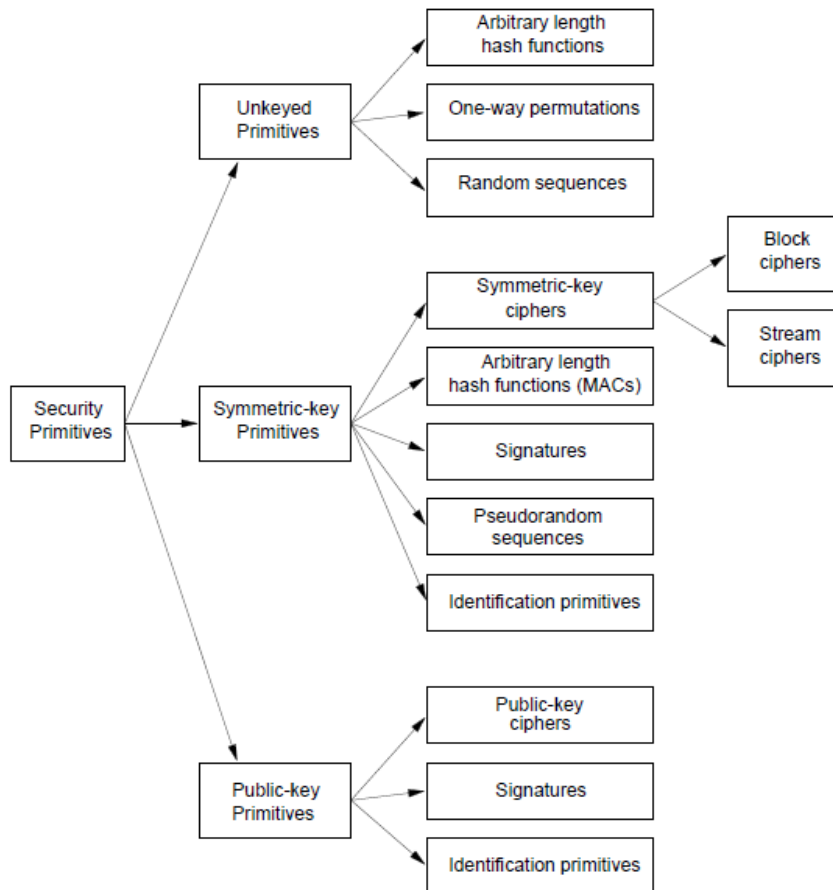 Arbitrary length
hash functions
Unkeyed
Primitives
One-way permutations
Random sequences
Block
ciphers
Symmetric-key
ciphers
Stream
ciphers
Arbitrary length
hash functions (MACs)
Security
Primitives
Symmetric-key
Primitives
Signatures
Pseudorandom
sequences
Identification primitives
Public-key
ciphers
Public-key
Primitives
Signatures
Identification primitives